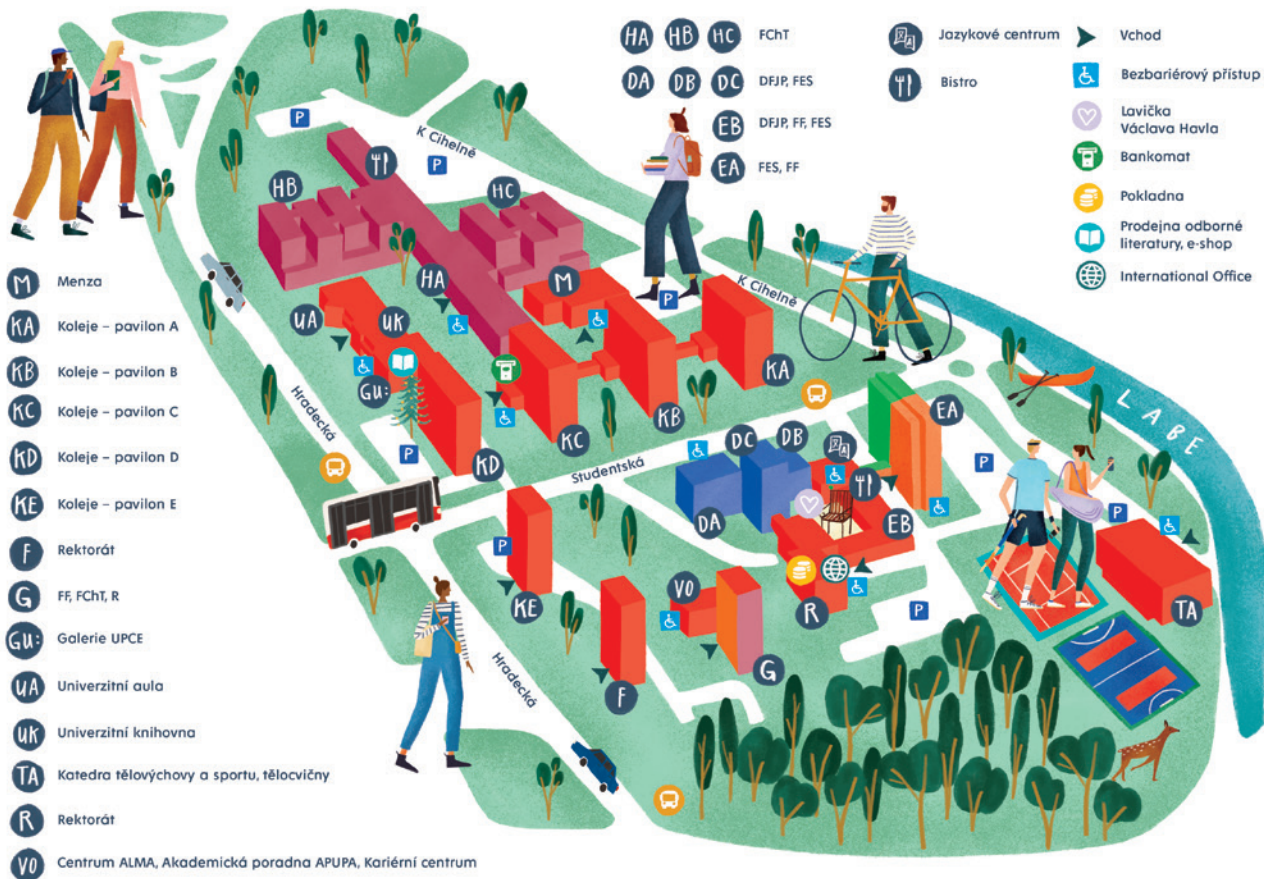 HA HB HC FChT
DA DB DC DFJP, FES
EB DFJP, FF, FES
EA FES, FF
Jazykové centrum
Bistro
Vchod
Bezbariérový přístup
Lavička
Václava Havla
Bankomat
Pokladna
Prodejna odborné
literatury, e-shop
International Office
M Menza
KA Koleje – pavilon A
KB Koleje – pavilon B
KC Koleje – pavilon C
KD Koleje – pavilon D
KE Koleje – pavilon E
F Rektorát
G FF, FChT, R
GU: Galerie UPCE
UA Univerzitní aula
UK Univerzitní knihovna
TA Katedra tělovýchovy a sportu, tělocvičny
R Rektorát
VO Centrum ALMA, Akademická poradna APUPA, Kariérní centrum
P
K Cihelně
P
HB
HC
HA
M
P
K Cihelně
UA
UK
GU:
KA
KB
KC
KD
Hradecká
P
Studentská
EA
DC
DB
DA
EB
P
P
LABE
P
KE
VO
R
P
TA
F
G
Hradecká